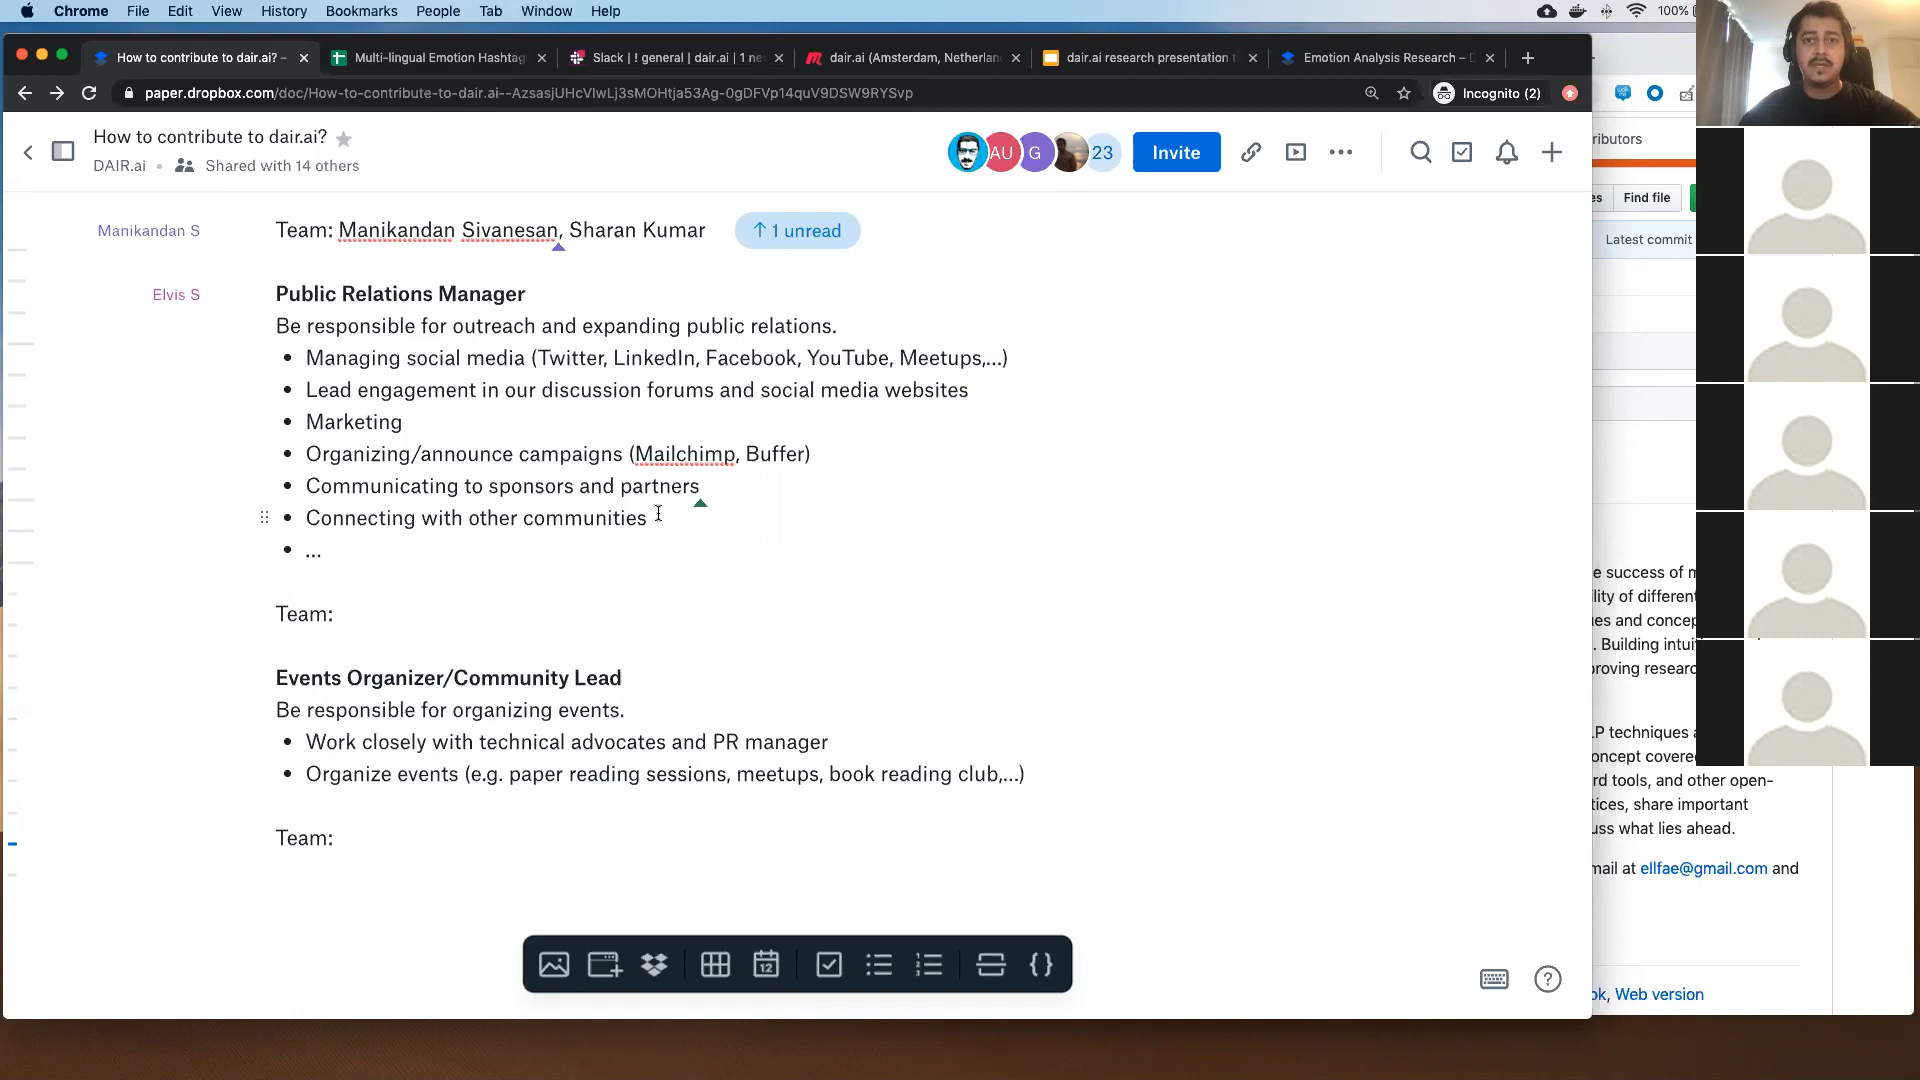 Chrome File Edit View History Bookmarks People Tab Window Help 100%
How to contribute to dair.ai? – Multi-lingual Emotion Hashtag Slack | ! general | dair.ai | 1 ne dair.ai (Amsterdam, Netherlan dair.ai research presentation t Emotion Analysis Research –
paper.dropbox.com/doc/How-to-contribute-to-dair.ai--AzsasjUHcVIwLj3sMOHtja53Ag-0gDFVp14quV9DSW9RYSvp Incognito (2)
How to contribute to dair.ai?
DAIR.ai • Shared with 14 others
AU G 23 Invite
Manikandan S
Team: Manikandan Sivanesan, Sharan Kumar
↑ 1 unread
Elvis S
Public Relations Manager
Be responsible for outreach and expanding public relations.
• Managing social media (Twitter, LinkedIn, Facebook, YouTube, Meetups,...)
• Lead engagement in our discussion forums and social media websites
• Marketing
• Organizing/announce campaigns (Mailchimp, Buffer)
• Communicating to sponsors and partners
• Connecting with other communities
• ...
Team:
Events Organizer/Community Lead
Be responsible for organizing events.
• Work closely with technical advocates and PR manager
• Organize events (e.g. paper reading sessions, meetups, book reading club,...)
Team:
12
ributors
es Find file
Latest commit
e success of m
ility of different
ues and concep
. Building intui
proving researc
LP techniques a
oncept covere
rd tools, and other open-
tices, share important
uss what lies ahead.
mail at ellfae@gmail.com and
ok, Web version